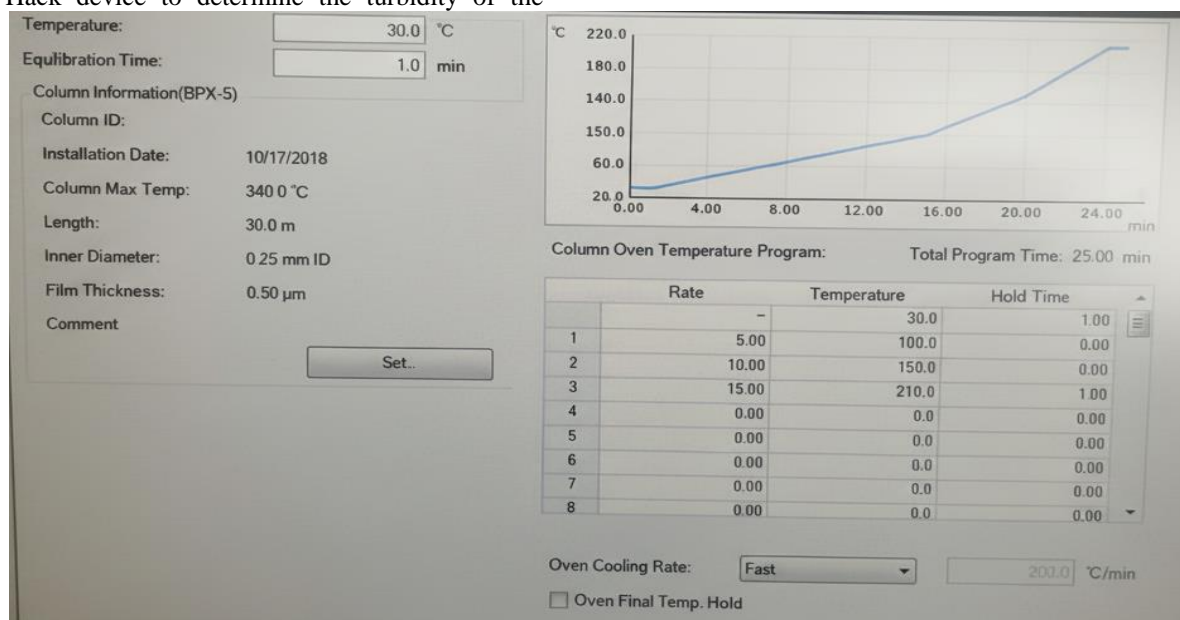 Hack device to determine the turbidity of the
Temperature: 30.0 °C
Equlibration Time: 1.0 min
Column Information(BPX-5)
Column ID:
Installation Date: 10/17/2018
Column Max Temp: 340 0 °C
Length: 30.0 m
Inner Diameter: 0 25 mm ID
Film Thickness: 0.50 µm
Comment
Set..
°C 220.0
180.0
140.0
150.0
60.0
20.0
0.00 4.00 8.00 12.00 16.00 20.00 24.00
min
Column Oven Temperature Program: Total Program Time: 25.00 min
Rate Temperature Hold Time
– 30.0 1.00
1 5.00 100.0 0.00
2 10.00 150.0 0.00
3 15.00 210.0 1 00
4 0.00 0.0 0.00
5 0.00 0.0 0.00
6 0.00 0.0 0.00
7 0.00 0.0 0.00
8 0.00 0.0 0.00
Oven Cooling Rate: Fast 200.0 °C/min
Oven Final Temp. Hold